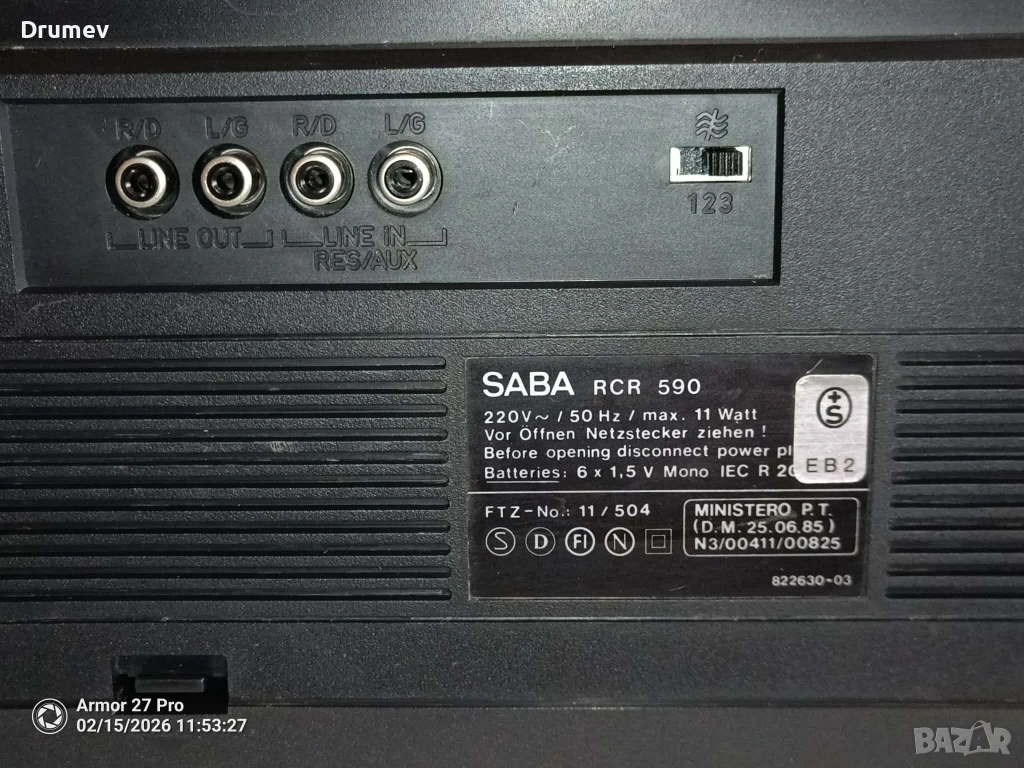 Drumev
R/D L/G R/D L/G
LINE OUT LINE IN
RES/AUX
123
SABA RCR 590
220V~ / 50 Hz / max. 11 Watt
Vor Öffnen Netzstecker ziehen !
Before opening disconnect power
Batteries: 6 x 1,5 V Mono IEC R
+S
EB2
FTZ-No.: 11/504
S D FI N
MINISTERO P.T.
(D.M. 25.06.85)
N3/00411/00825
822630-03
Armor 27 Pro
02/15/2026 11:53:27
BAZAR